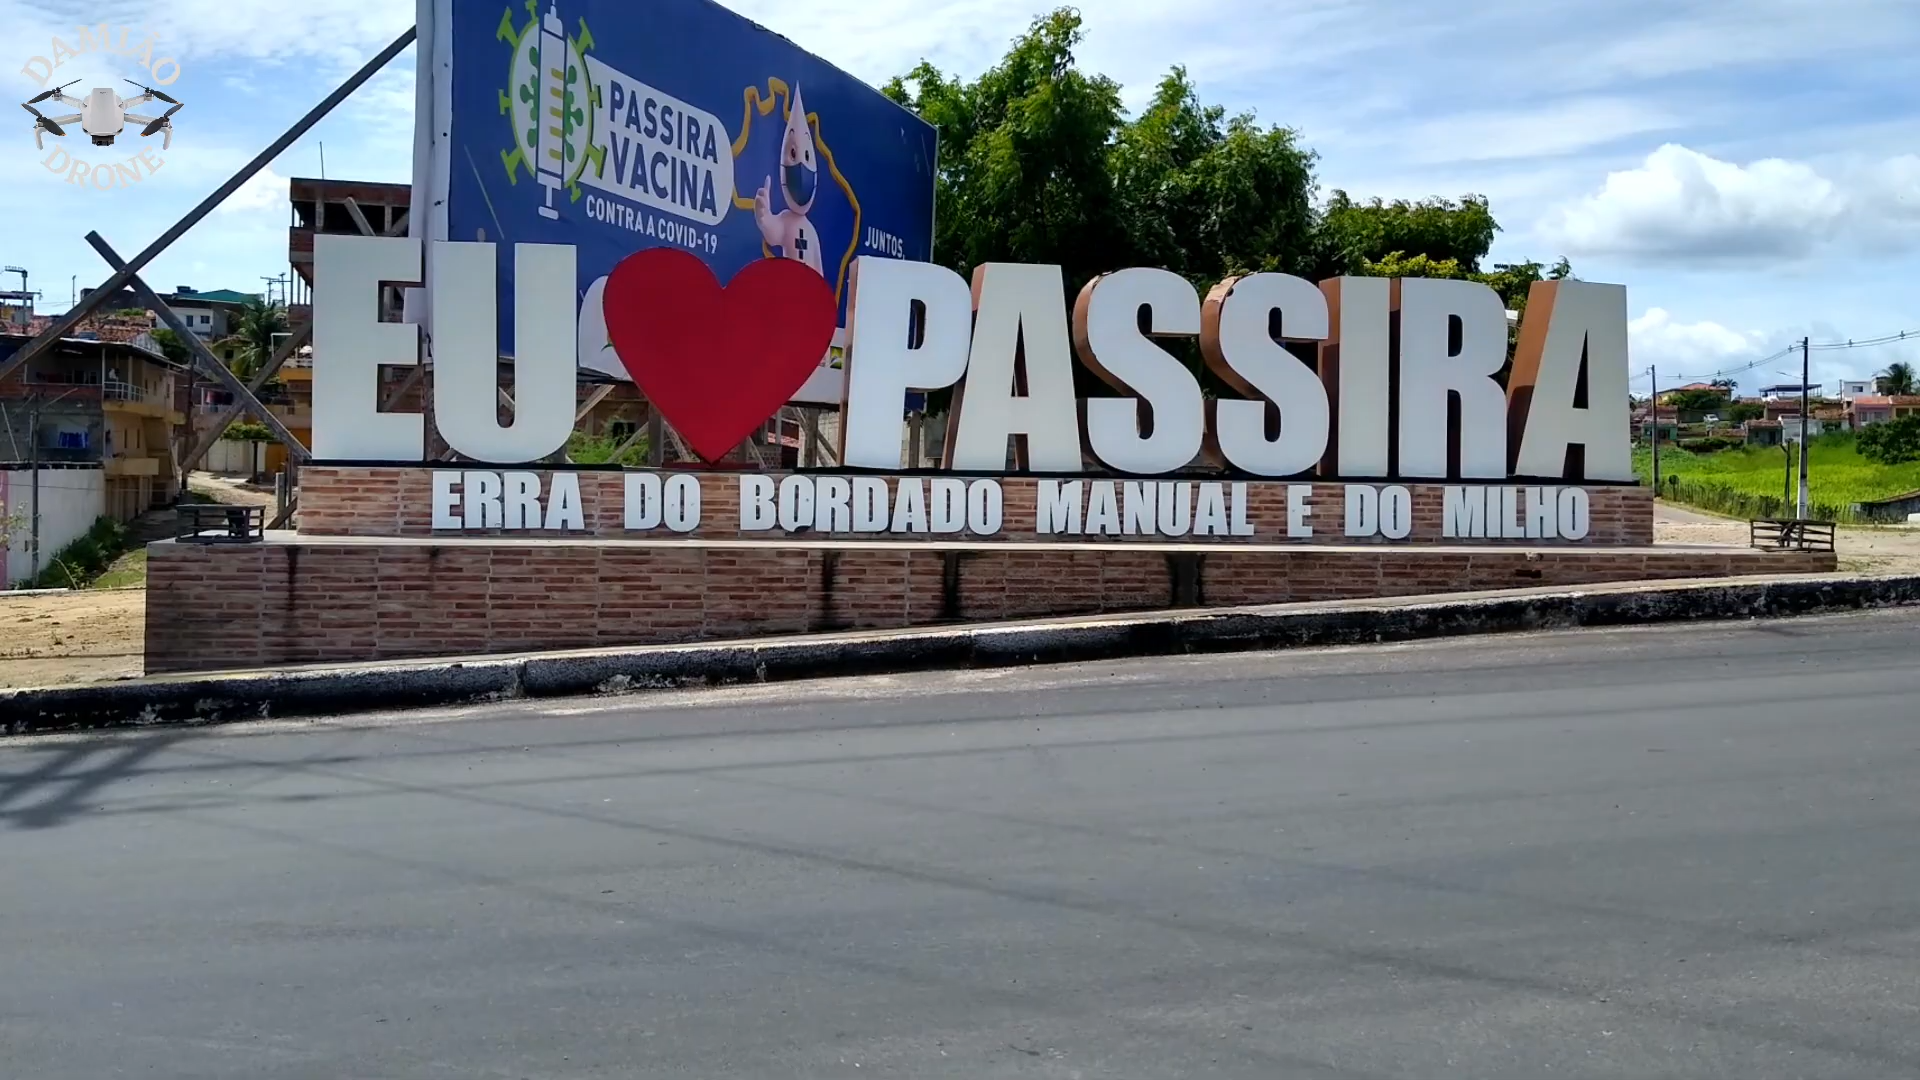 DAMIÃO
DRONE
PASSIRA
VACINA
CONTRA A COVID-19
JUNTOS,
EU PASSIRA
ERRA DO BORDADO MANUAL E DO MILHO